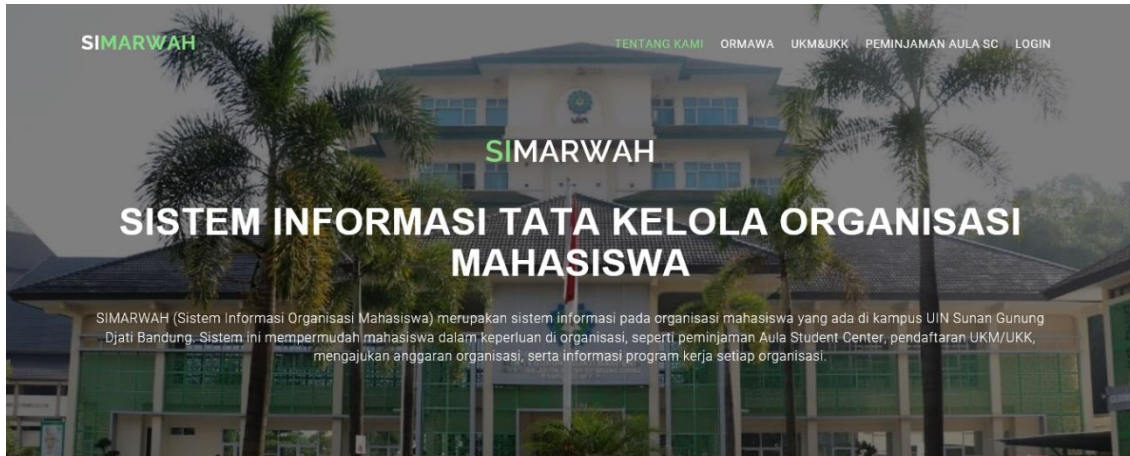 SIMARWAH
TENTANG KAMI ORMAWA UKM&UKK PEMINJAMAN AULA SC LOGIN
uin
SIMARWAH
SISTEM INFORMASI TATA KELOLA ORGANISASI
MAHASISWA
SIMARWAH (Sistem Informasi Organisasi Mahasiswa) merupakan sistem informasi pada organisasi mahasiswa yang ada di kampus UIN Sunan Gunung
Djati Bandung. Sistem ini mempermudah mahasiswa dalam keperluan di organisasi, seperti peminjaman Aula Student Center, pendaftaran UKM/UKK,
mengajukan anggaran organisasi, serta informasi program kerja setiap organisasi.